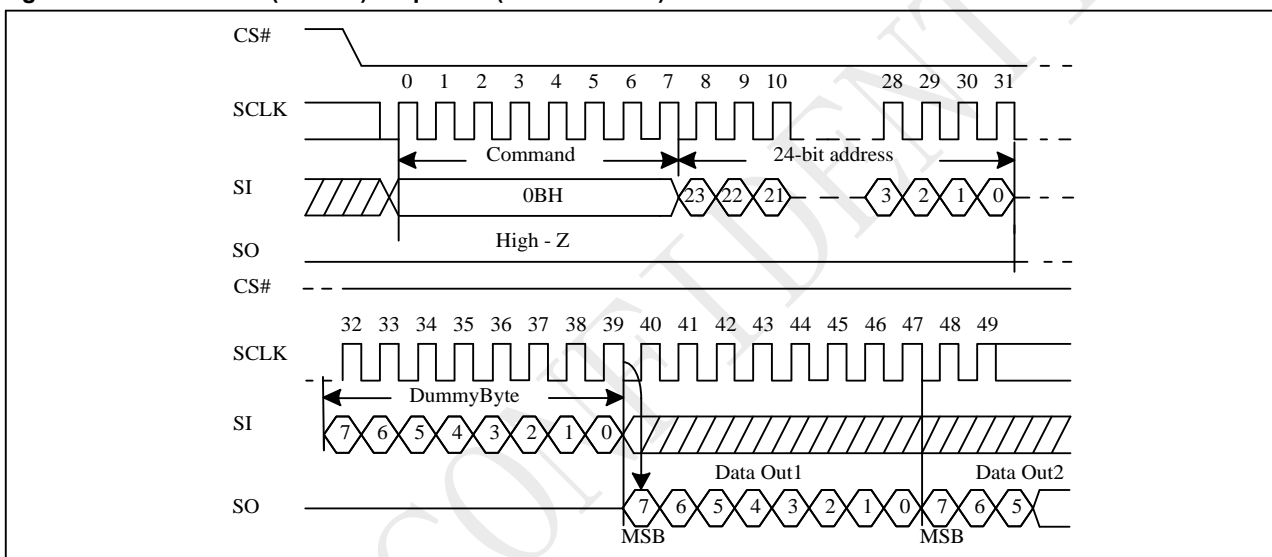 CS#
0 1 2 3 4 5 6 7 8 9 10 28 29 30 31
SCLK
Command 24-bit address
SI 0BH 23 22 21 3 2 1 0
High - Z
SO
CS#
32 33 34 35 36 37 38 39 40 41 42 43 44 45 46 47 48 49
SCLK
DummyByte
SI 7 6 5 4 3 2 1 0
Data Out1 Data Out2
SO 7 6 5 4 3 2 1 0 7 6 5
MSB MSB